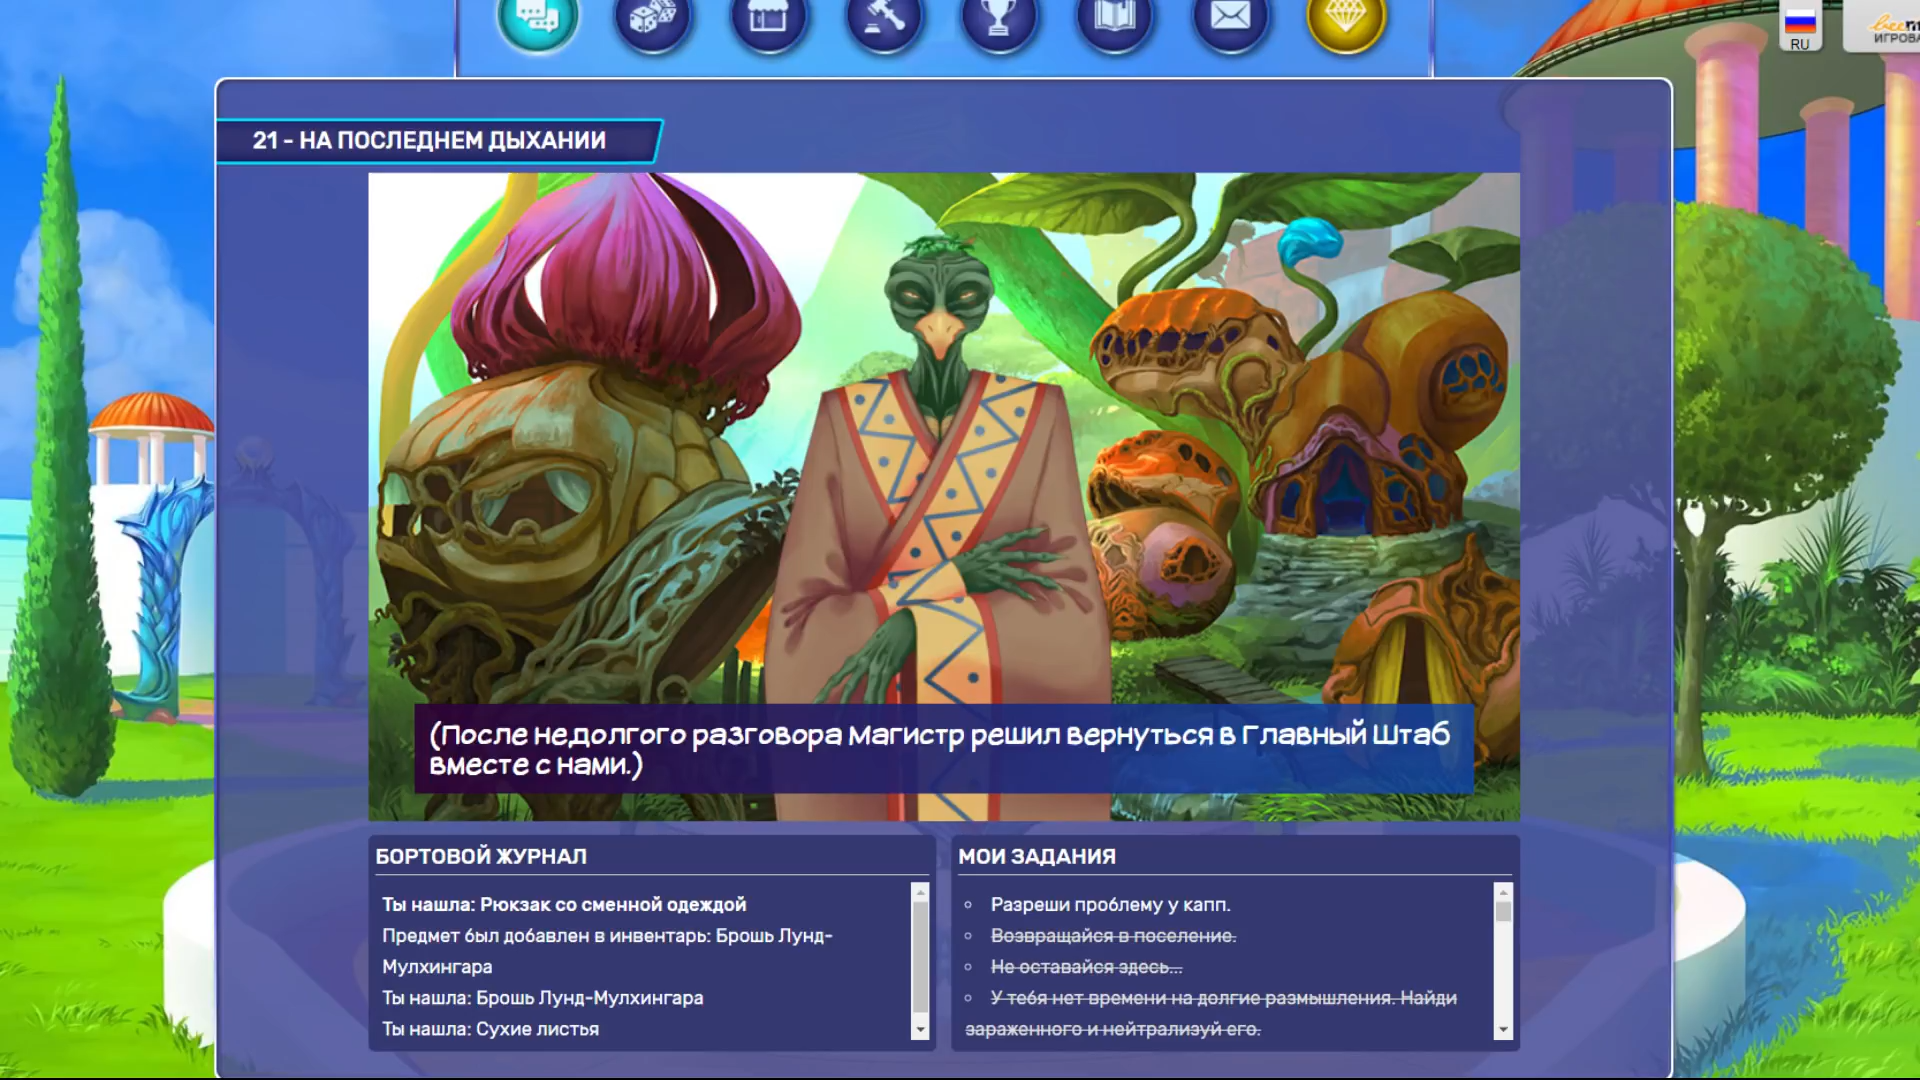 RU
ИГРОВА
21 - НА ПОСЛЕДНЕМ ДЫХАНИИ
(После недолгого разговора Магистр решил вернуться в Главный Штаб
вместе с нами.)
БОРТОВОЙ ЖУРНАЛ
Ты нашла: Рюкзак со сменной одеждой
Предмет был добавлен в инвентарь: Брошь Лунд-
Мулхингара
Ты нашла: Брошь Лунд-Мулхингара
Ты нашла: Сухие листья
МОИ ЗАДАНИЯ
Разреши проблему у капп.
Возвращайся в поселение.
Не оставайся здесь...
У тебя нет времени на долгие размышления. Найди
зараженного и нейтрализуй его.